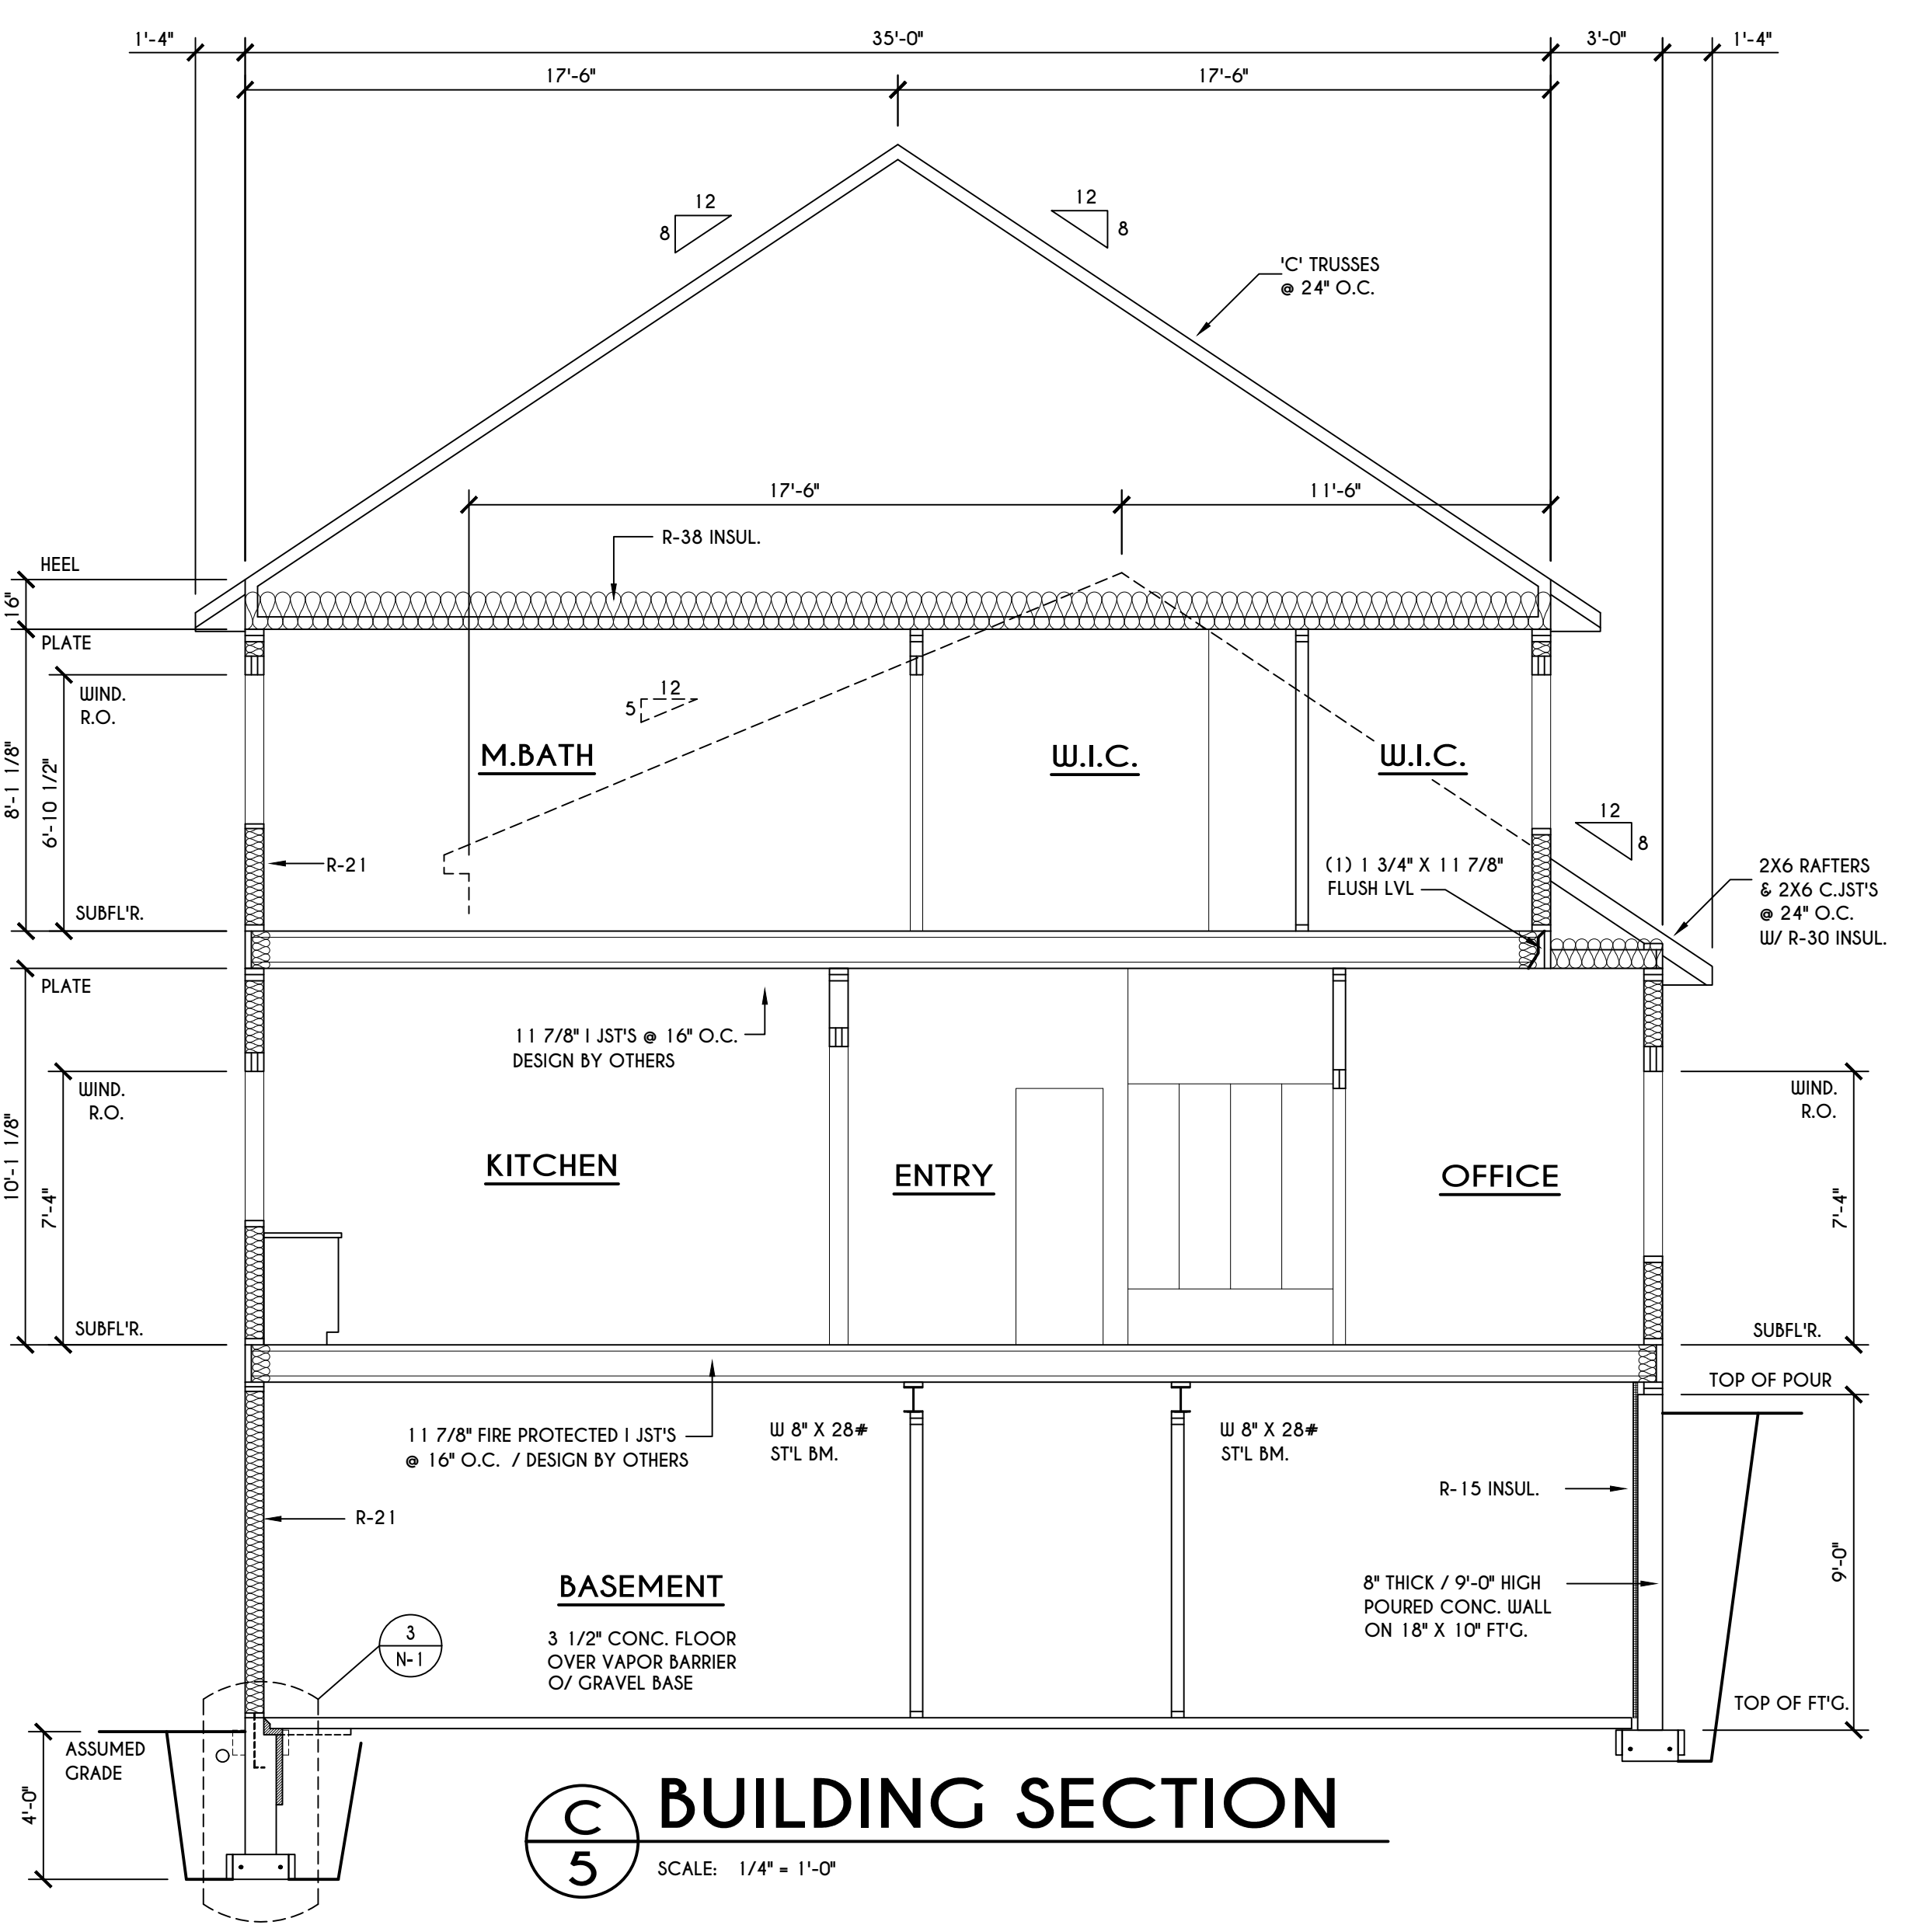 1'-4"
35'-0"
3'-0"
1'-4"
17'-6"
17'-6"
12
8
12
8
'C' TRUSSES
@ 24" O.C.
17'-6"
11'-6"
R-38 INSUL.
HEEL
16"
PLATE
WIND.
R.O.
8'-1 1/8"
6'-10 1/2"
12
5
M.BATH
W.I.C.
W.I.C.
12
8
R-21
(1) 1 3/4" X 11 7/8"
FLUSH LVL
2X6 RAFTERS
& 2X6 C.JST'S
@ 24" O.C.
W/ R-30 INSUL.
SUBFL'R.
PLATE
11 7/8" I JST'S @ 16" O.C.
DESIGN BY OTHERS
WIND.
R.O.
WIND.
R.O.
10'-1 1/8"
7'-4"
KITCHEN
ENTRY
OFFICE
7'-4"
SUBFL'R.
SUBFL'R.
TOP OF POUR
11 7/8" FIRE PROTECTED I JST'S
@ 16" O.C. / DESIGN BY OTHERS
W 8" X 28#
ST'L BM.
W 8" X 28#
ST'L BM.
R-15 INSUL.
R-21
9'-0"
BASEMENT
8" THICK / 9'-0" HIGH
POURED CONC. WALL
ON 18" X 10" FT'G.
3
N-1
3 1/2" CONC. FLOOR
OVER VAPOR BARRIER
O/ GRAVEL BASE
TOP OF FT'G.
ASSUMED
GRADE
4'-0"
C
5
BUILDING SECTION
SCALE: 1/4" = 1'-0"